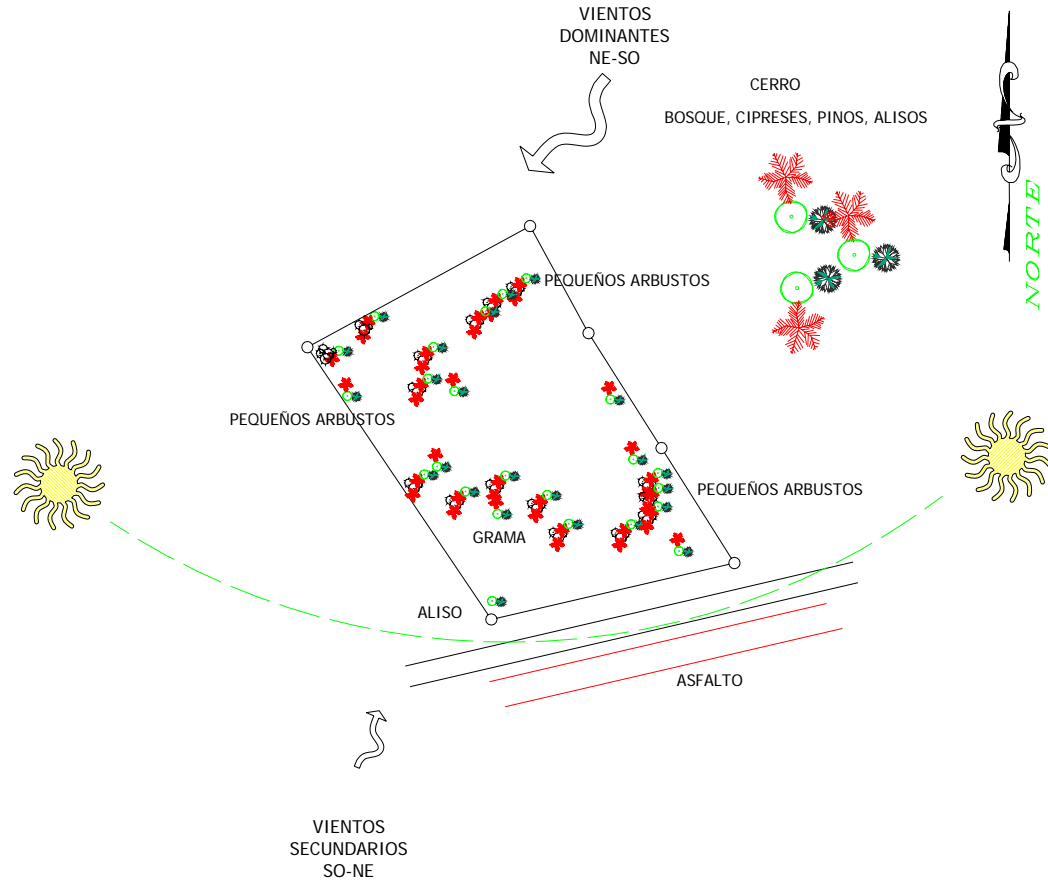 VIENTOS
DOMINANTES
NE-SO
CERRO
BOSQUE, CIPRESES, PINOS, ALISOS
NORTE
PEQUEÑOS ARBUSTOS
PEQUEÑOS ARBUSTOS
PEQUEÑOS ARBUSTOS
GRAMA
ALISO
ASFALTO
VIENTOS
SECUNDARIOS
SO-NE